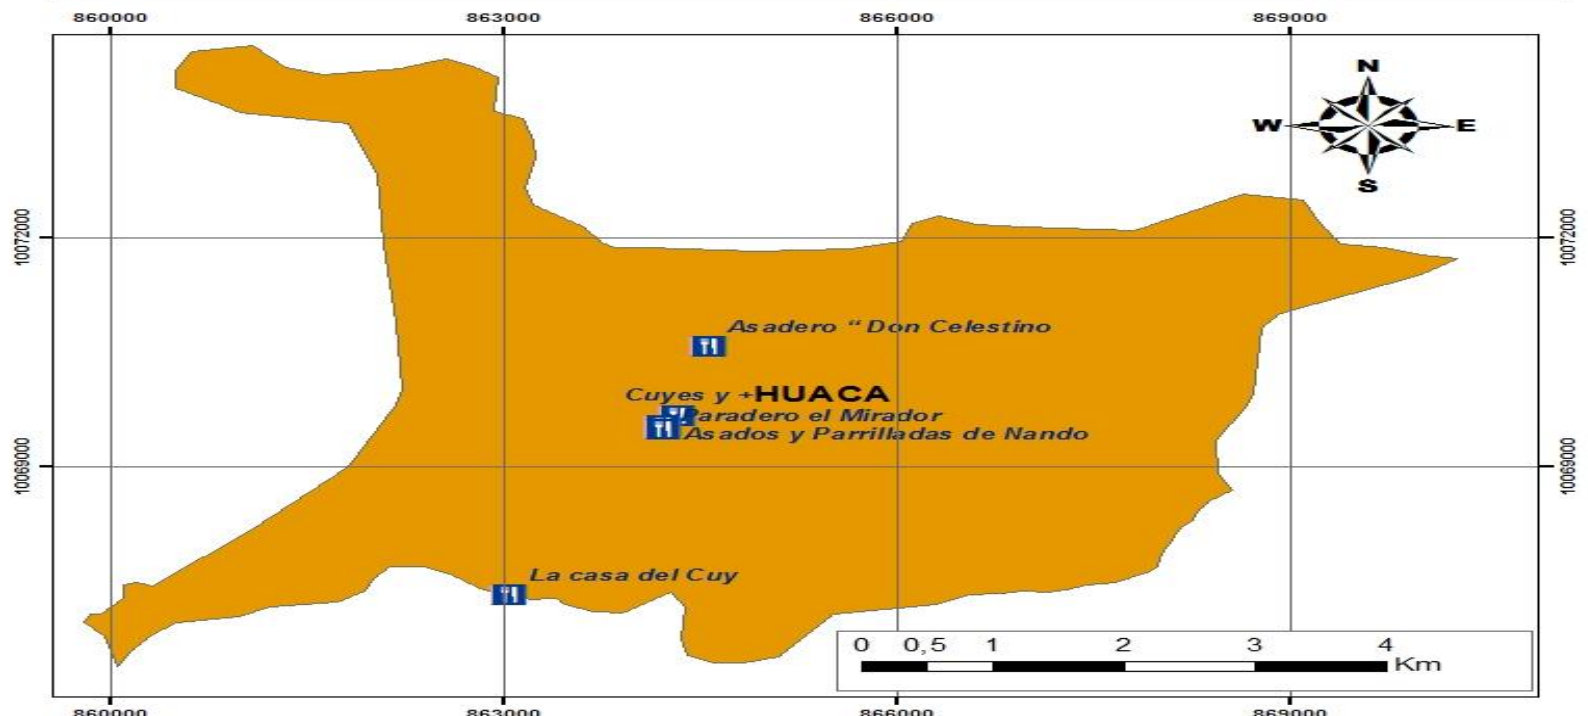 860000 863000 866000 869000
N
W E
S
10072000 10072000
Asadero “ Don Celestino
Cuyes y +HUACA
Paradero el Mirador
Asados y Parrilladas de Nando
10069000 10069000
La casa del Cuy
0 0,5 1 2 3 4
Km
860000 863000 866000 869000